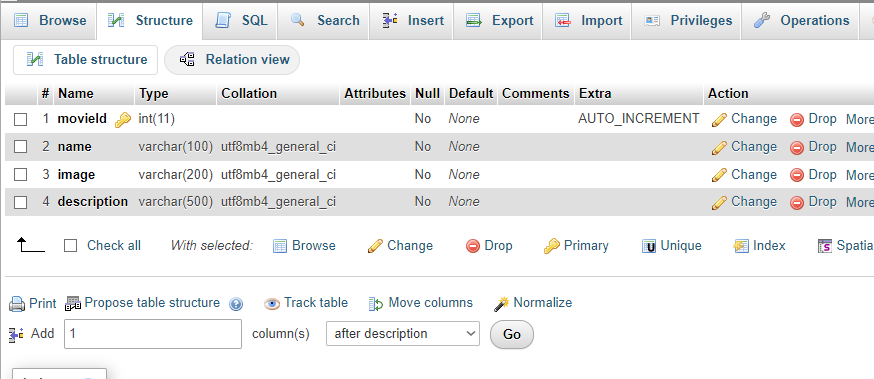 Browse Structure SQL Search Insert Export Import Privileges Operations
Table structure Relation view
# Name Type Collation Attributes Null Default Comments Extra Action
1 movieId int(11) No None AUTO_INCREMENT Change Drop More
2 name varchar(100) utf8mb4_general_ci No None Change Drop More
3 image varchar(200) utf8mb4_general_ci No None Change Drop More
4 description varchar(500) utf8mb4_general_ci No None Change Drop More
Check all With selected: Browse Change Drop Primary Unique Index Spatia
Print Propose table structure Track table Move columns Normalize
Add 1 column(s) after description Go